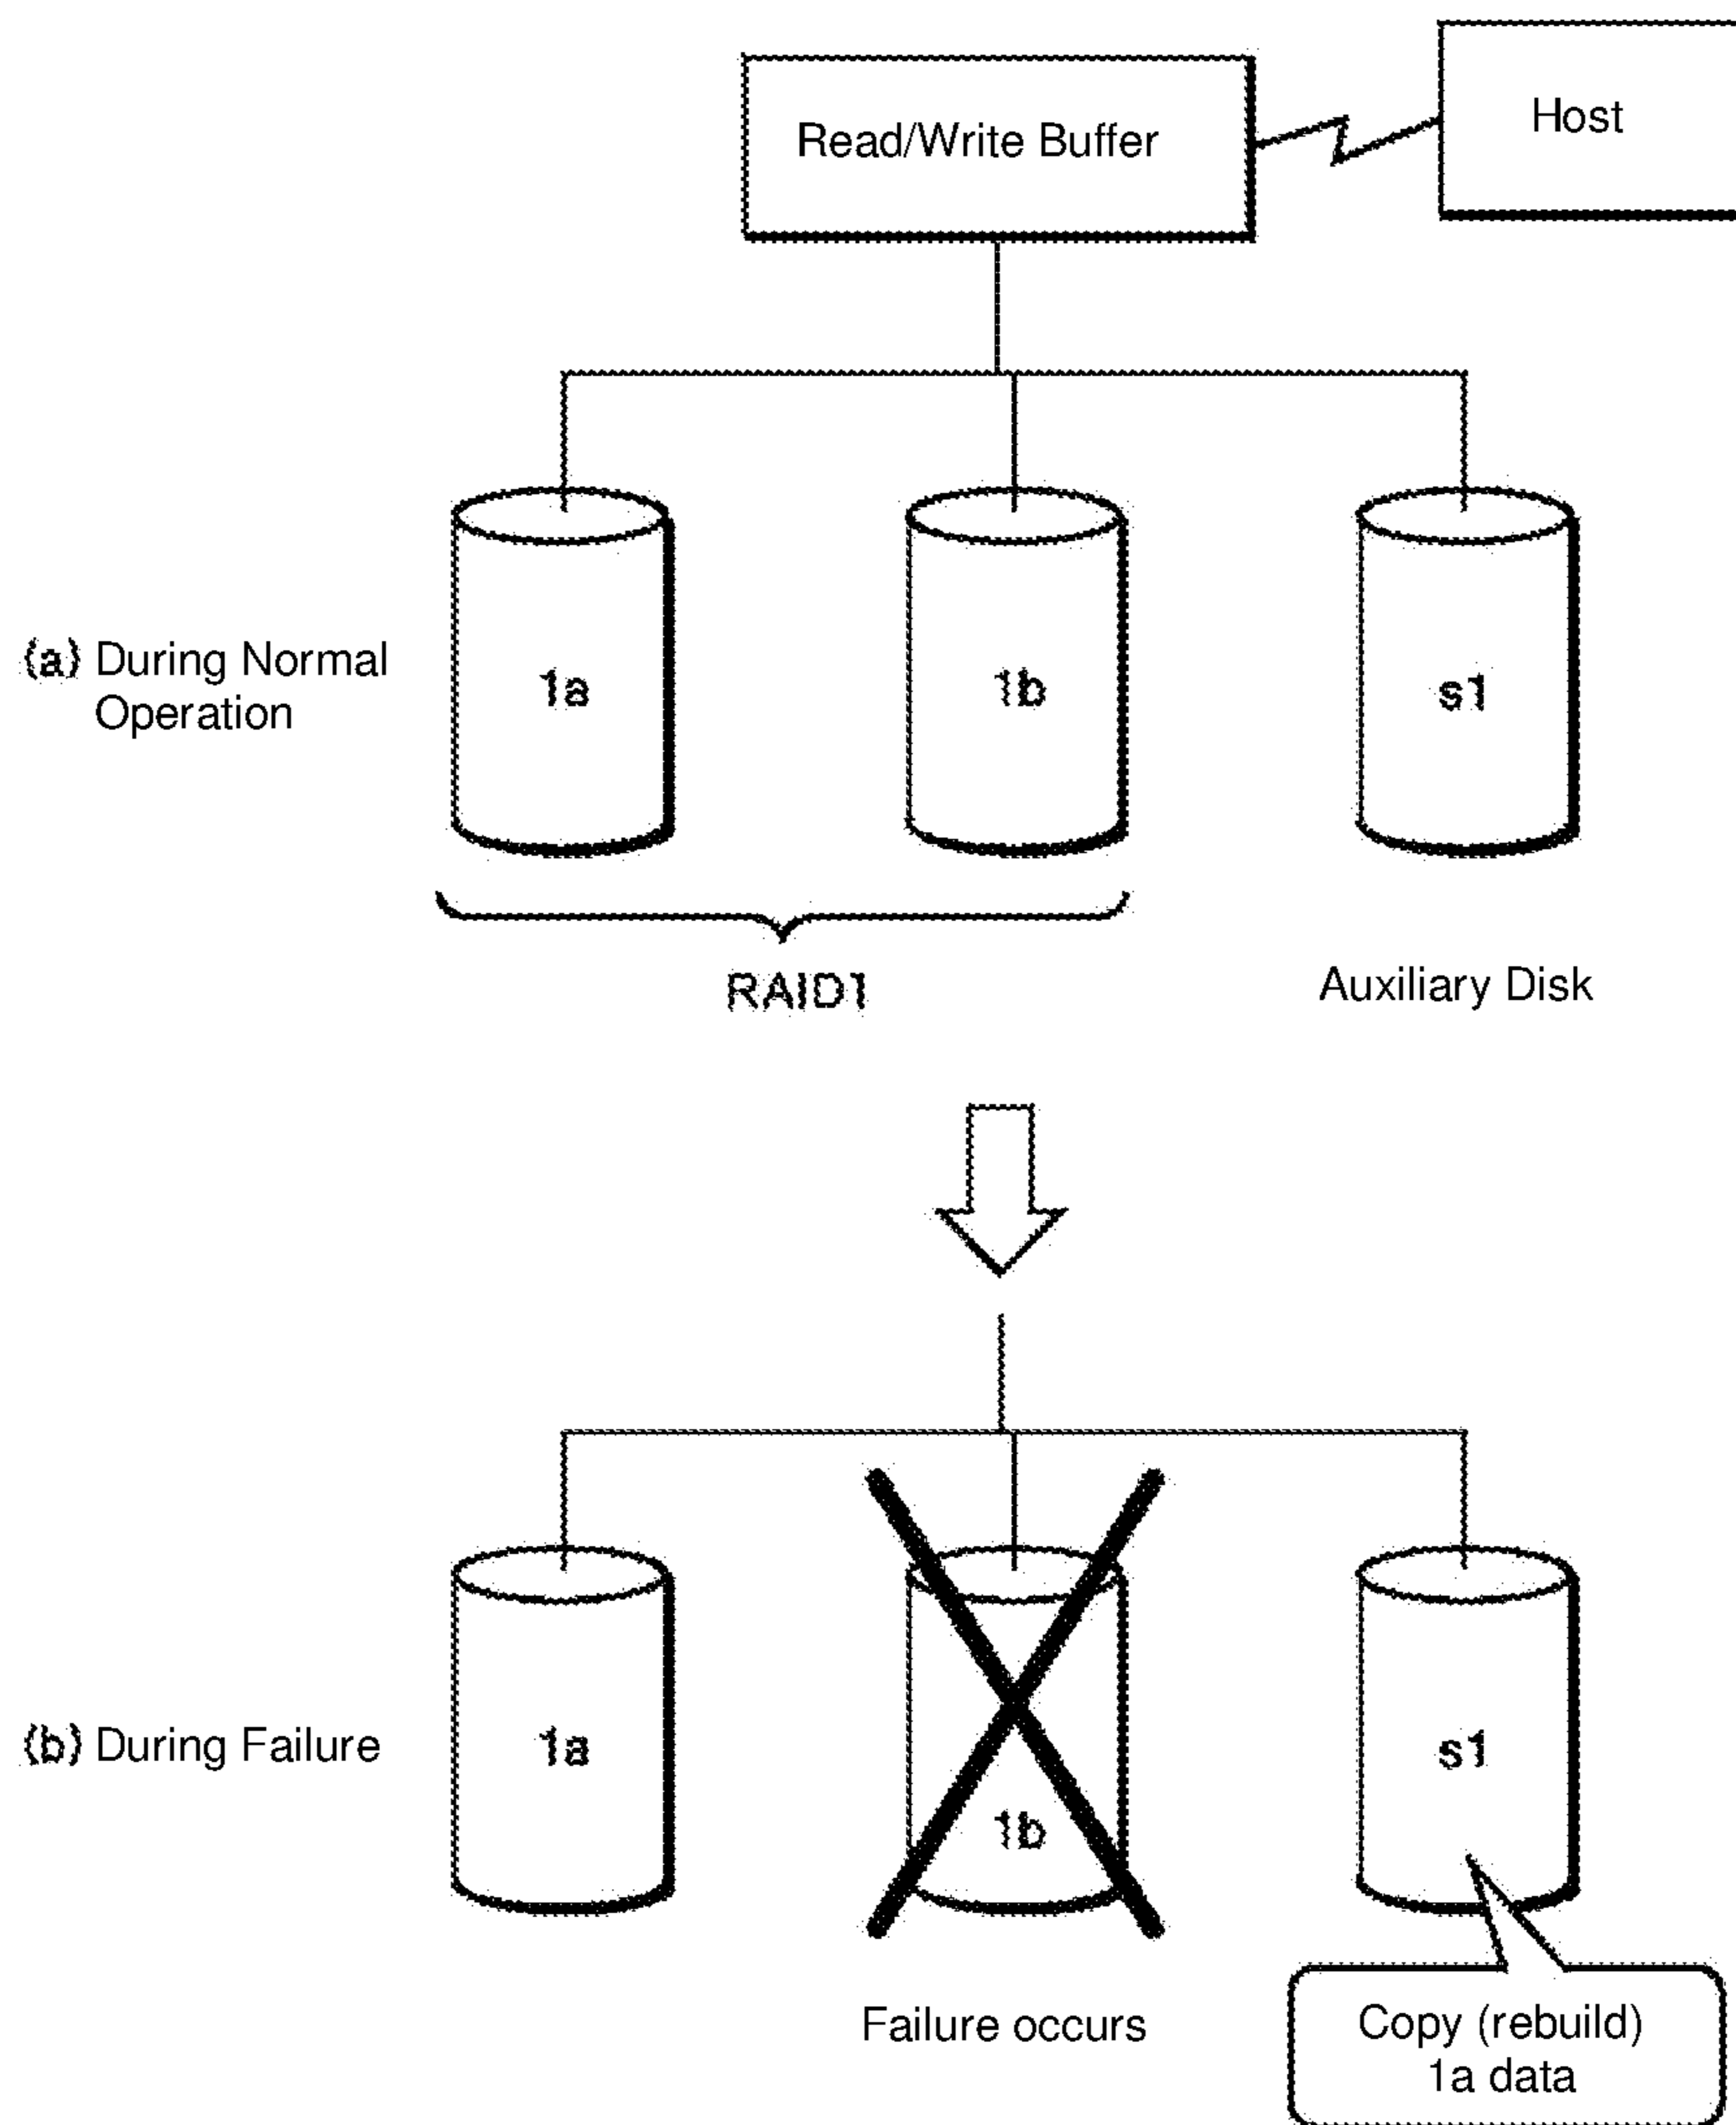 Read/Write Buffer
Host
(a) During Normal
Operation
1a
1b
s1
RAID1
Auxiliary Disk
(b) During Failure
1a
1b
s1
Failure occurs
Copy (rebuild)
1a data